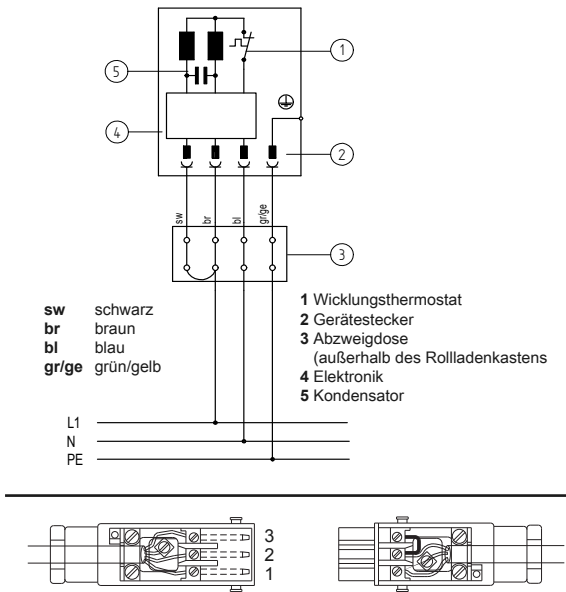 1
5
4
2
sw
br
bl
gr/ge
3
sw schwarz
br braun
bl blau
gr/ge grün/gelb
1 Wicklungsthermostat
2 Gerätestecker
3 Abzweigdose
(außerhalb des Rollladenkastens
4 Elektronik
5 Kondensator
L1
N
PE
3
2
1